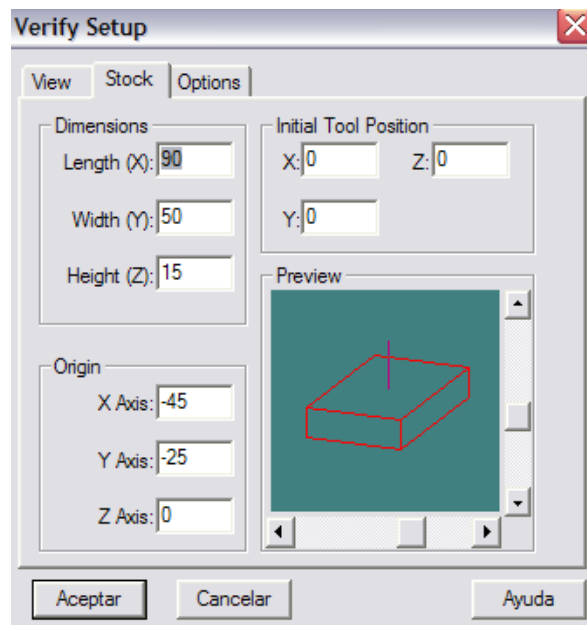 Verify Setup
View Stock Options
Dimensions
Length (X): 90
Width (Y): 50
Height (Z): 15
Initial Tool Position
X: 0 Z: 0
Y: 0
Origin
X Axis: -45
Y Axis: -25
Z Axis: 0
Preview
Aceptar Cancelar Ayuda